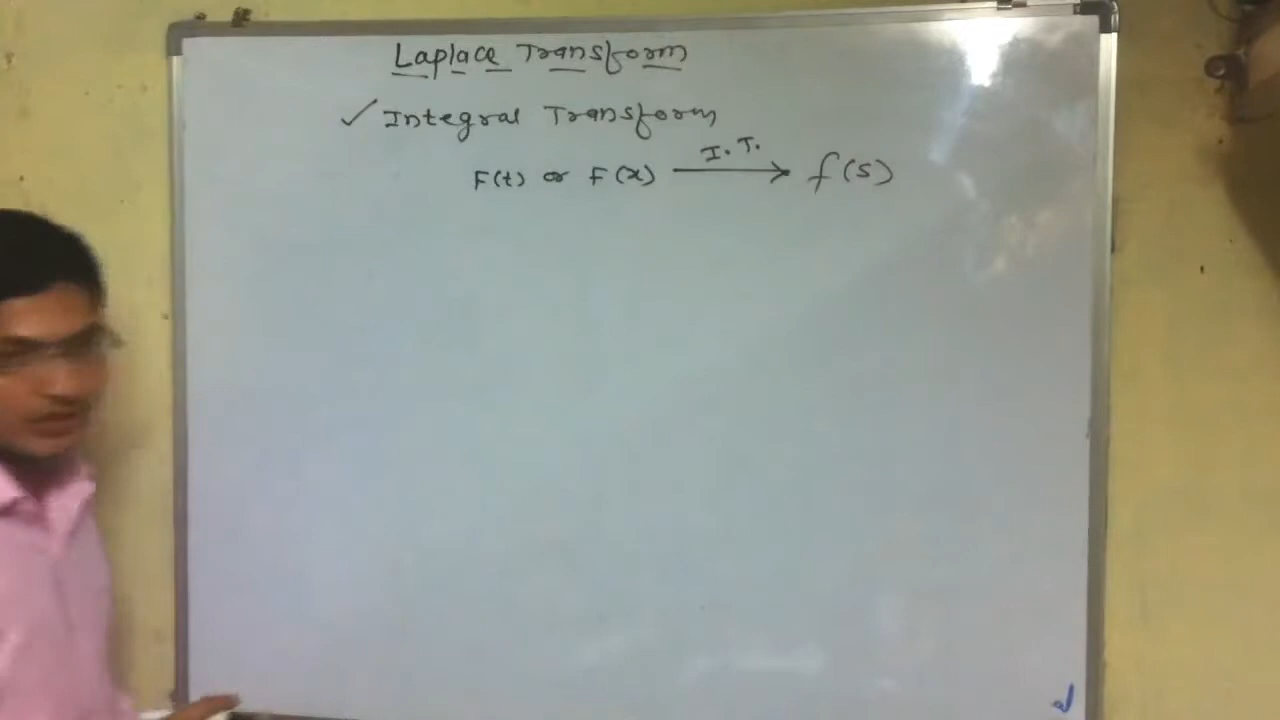 Laplace Transform
✓ Integral Transform
F(t) or F(x) I.T. → f(s)